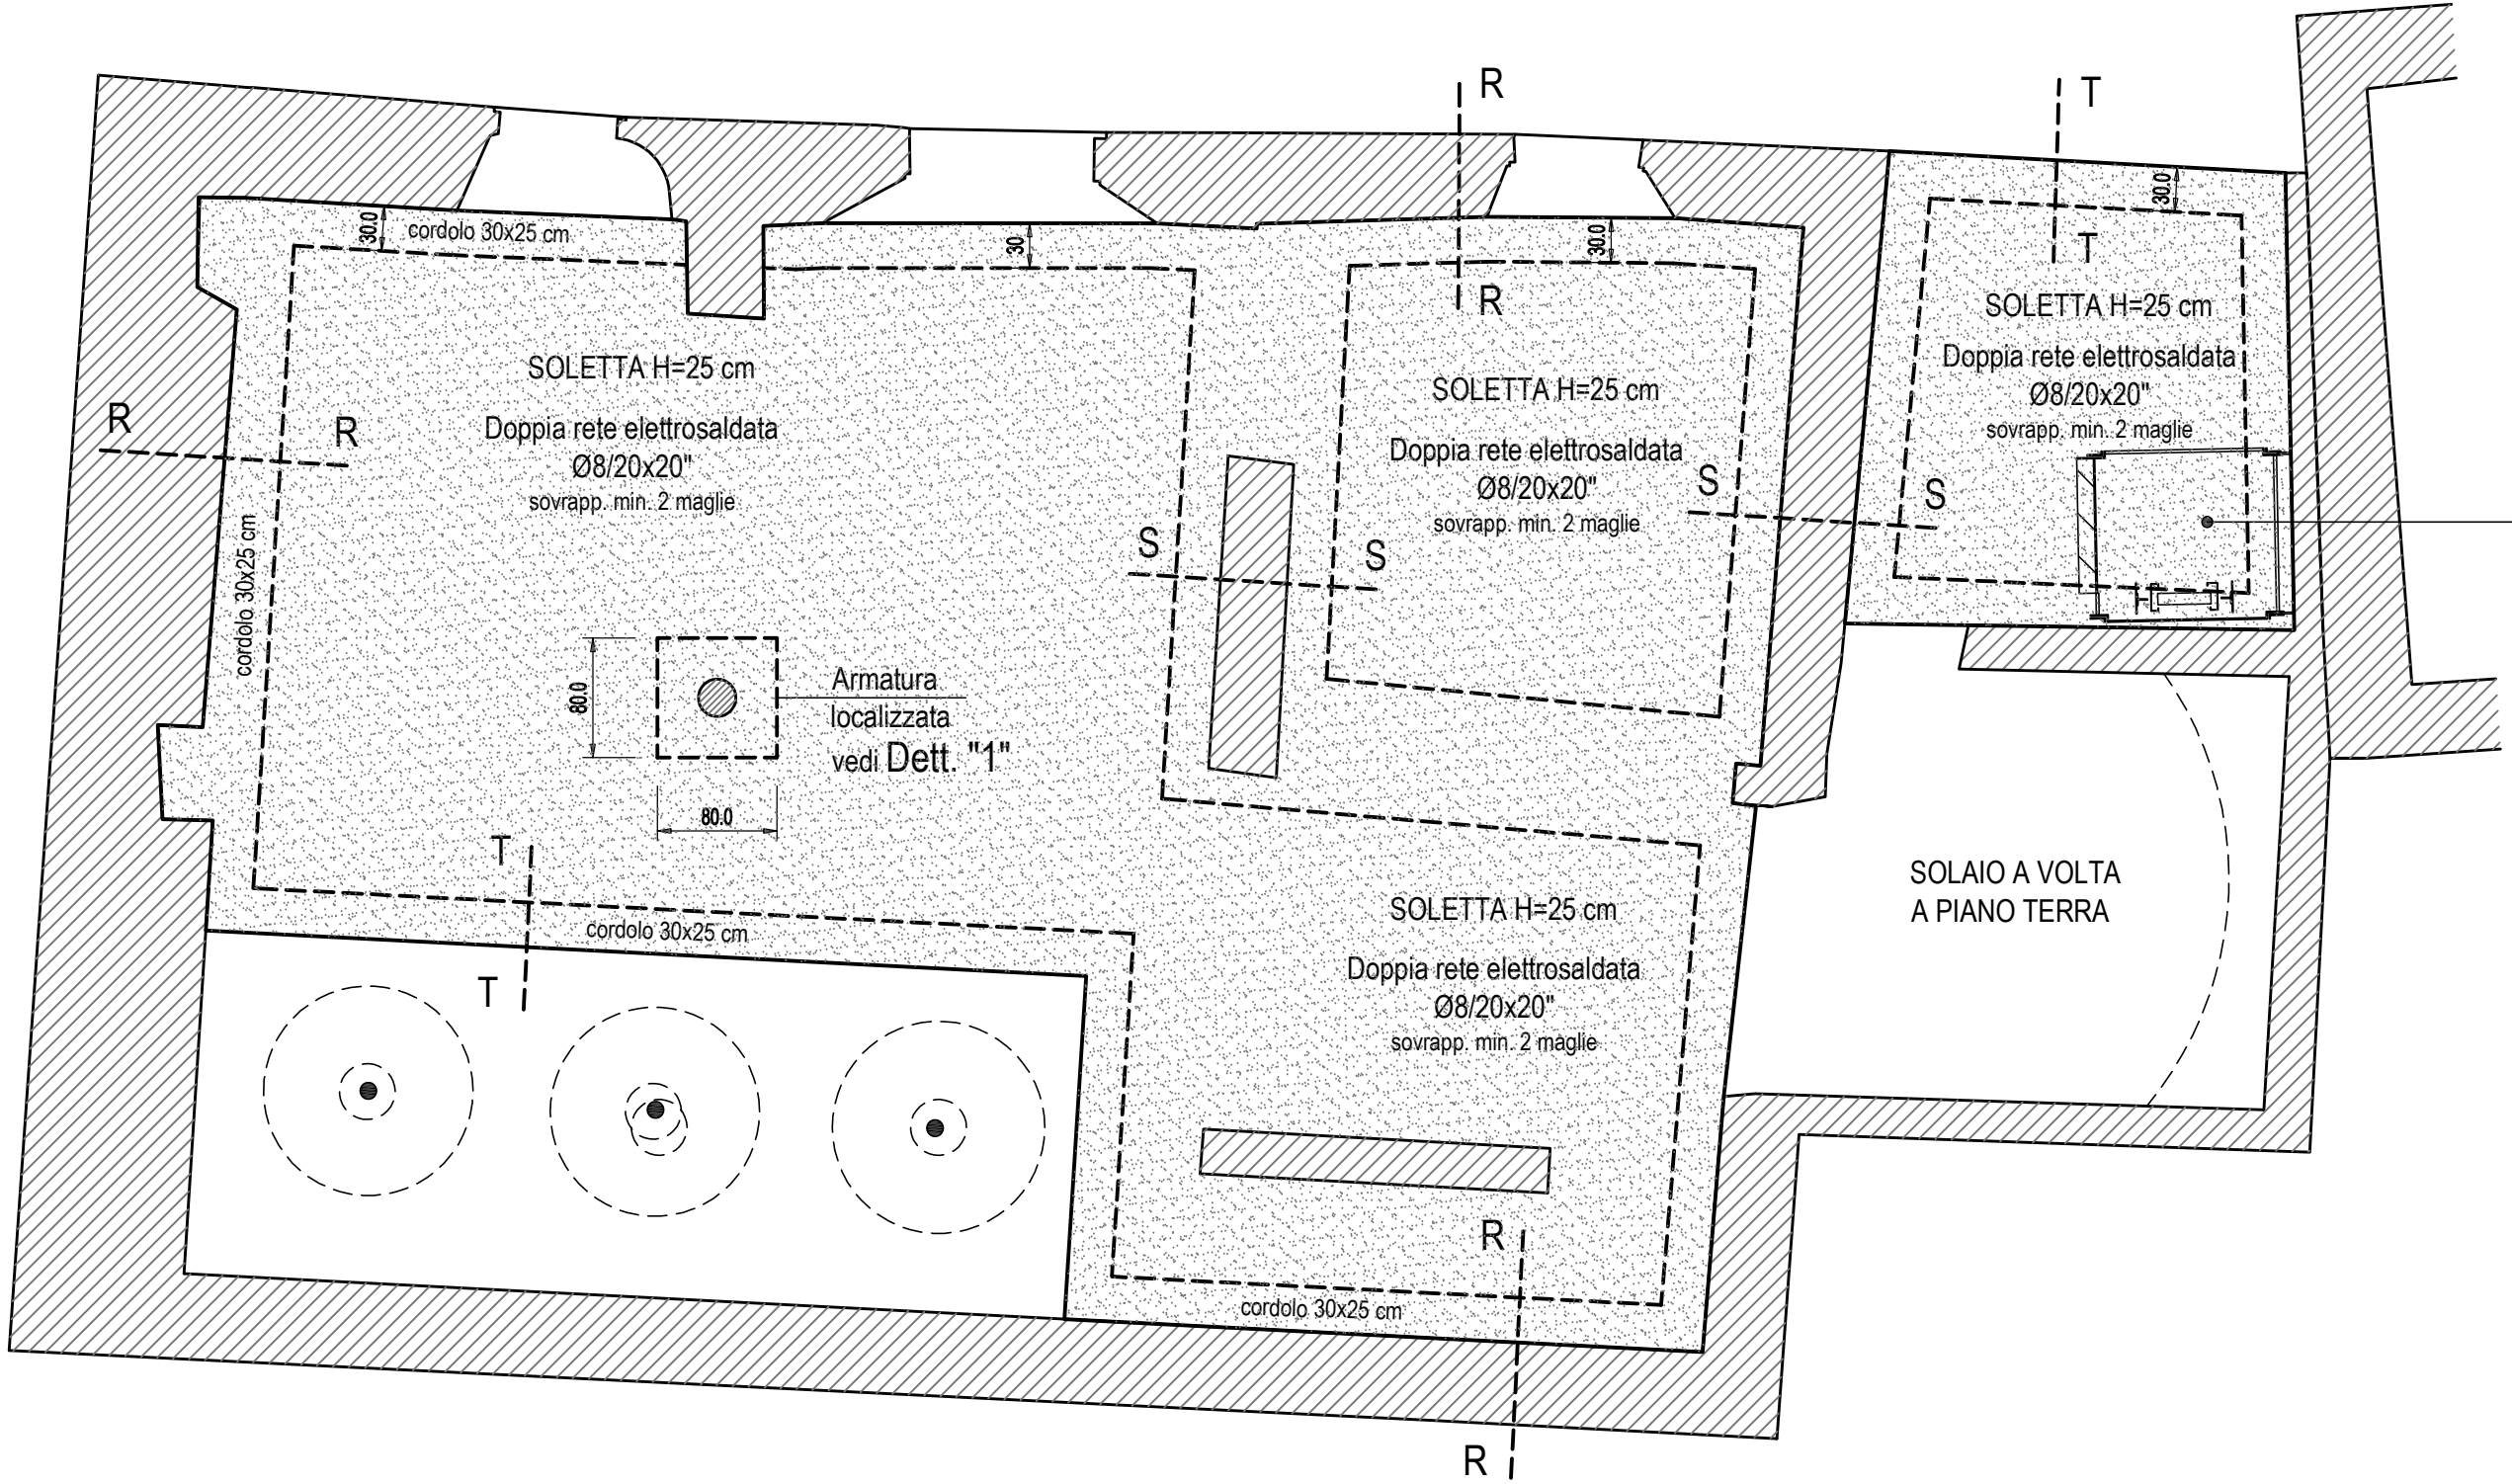 R
T
30.0
cordolo 30x25 cm
30
30.0
30.0
R
T
SOLETTA H=25 cm
Doppia rete elettrosaldata
Ø8/20x20"
sovrapp. min. 2 maglie
SOLETTA H=25 cm
Doppia rete elettrosaldata
Ø8/20x20"
sovrapp. min. 2 maglie
SOLETTA H=25 cm
Doppia rete elettrosaldata
Ø8/20x20"
sovrapp. min. 2 maglie
R
R
S
S
S
S
cordolo 30x25 cm
80.0
Armatura
localizzata
vedi Dett. "1"
80.0
T
cordolo 30x25 cm
T
SOLAIO A VOLTA
A PIANO TERRA
SOLETTA H=25 cm
Doppia rete elettrosaldata
Ø8/20x20"
sovrapp. min. 2 maglie
R
cordolo 30x25 cm
R